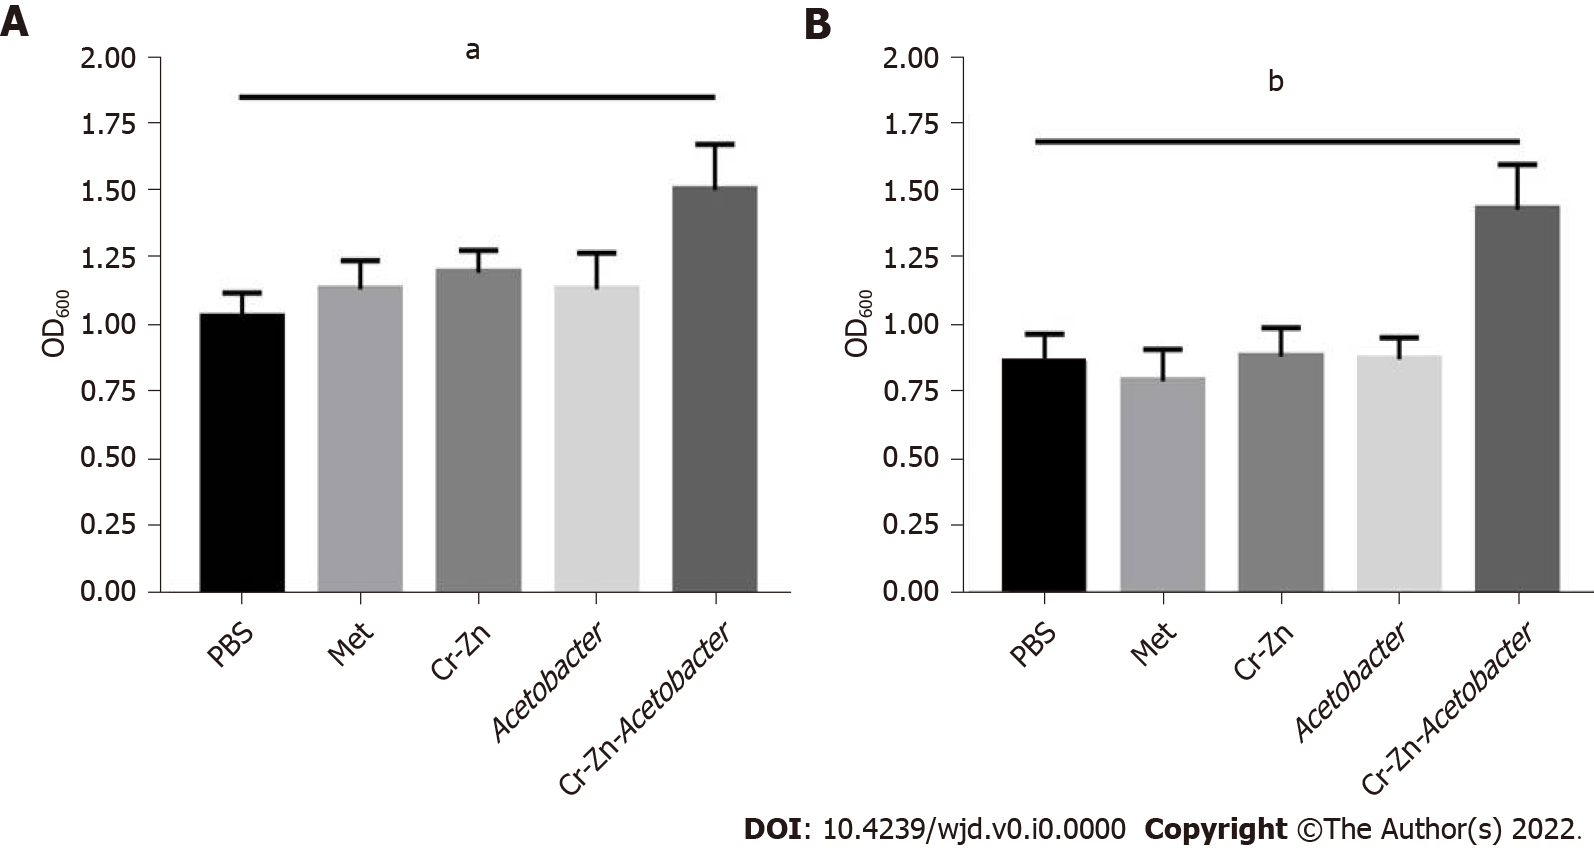 A
a
2.00
1.75
1.50
1.25
1.00
0.75
0.50
0.25
0.00
OD600
PBS
Met
Cr-Zn
Acetobacter
Cr-Zn-Acetobacter
B
b
2.00
1.75
1.50
1.25
1.00
0.75
0.50
0.25
0.00
OD600
PBS
Met
Cr-Zn
Acetobacter
Cr-Zn-Acetobacter
DOI: 10.4239/wjd.v0.i0.0000 Copyright ©The Author(s) 2022.